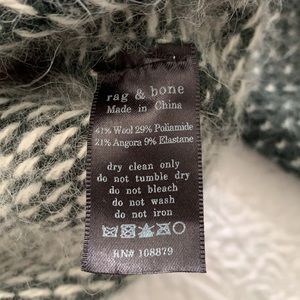 rag & bone
Made in China
41% Wool 29% Poliamide
21% Angora 9% Elastane
dry clean only
do not tumble dry
do not bleach
do not wash
do not iron
RN# 108879